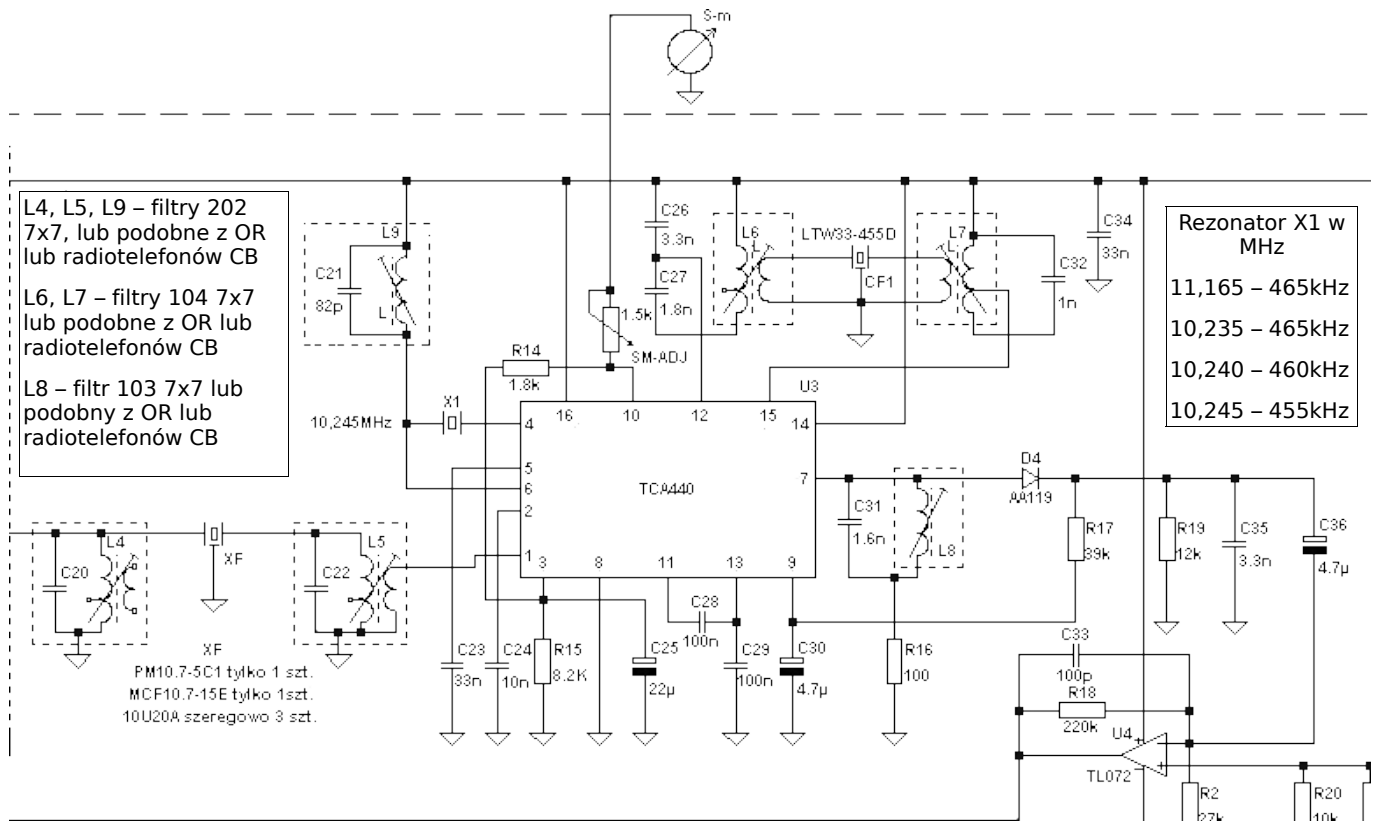 S-m
L4, L5, L9 – filtry 202
7x7, lub podobne z OR
lub radiotelefonów CB
L6, L7 – filtry 104 7x7
lub podobne z OR lub
radiotelefonów CB
L8 – filtr 103 7x7 lub
podobny z OR lub
radiotelefonów CB
L9
C21
82p
L
C26
3.3n
C27
1.8n
L6
L
LTW33-455D
CF1
L7
L
C32
1n
C34
33n
Rezonator X1 w
MHz
11,165 – 465kHz
10,235 – 465kHz
10,240 – 460kHz
10,245 – 455kHz
1.5k
SM-ADJ
R14
1.8k
U3
X1
10,245MHz
16
10
12
15
14
4
5
6
2
1
7
TCA440
3
8
11
13
9
D4
AA119
C31
1.6n
L8
R17
39k
R19
12k
C35
3.3n
C36
4.7µ
L4
C20
XF
L5
C22
XF
PM10.7-5C1 tylko 1 szt.
MCF10.7-15E tylko 1szt.
10U20A szeregowo 3 szt.
C23
33n
C24
10n
R15
8.2K
C25
22µ
C28
100n
C29
100n
C30
4.7µ
R16
100
C33
100p
R18
220k
U4
TL072
R2
27k
R20
10k